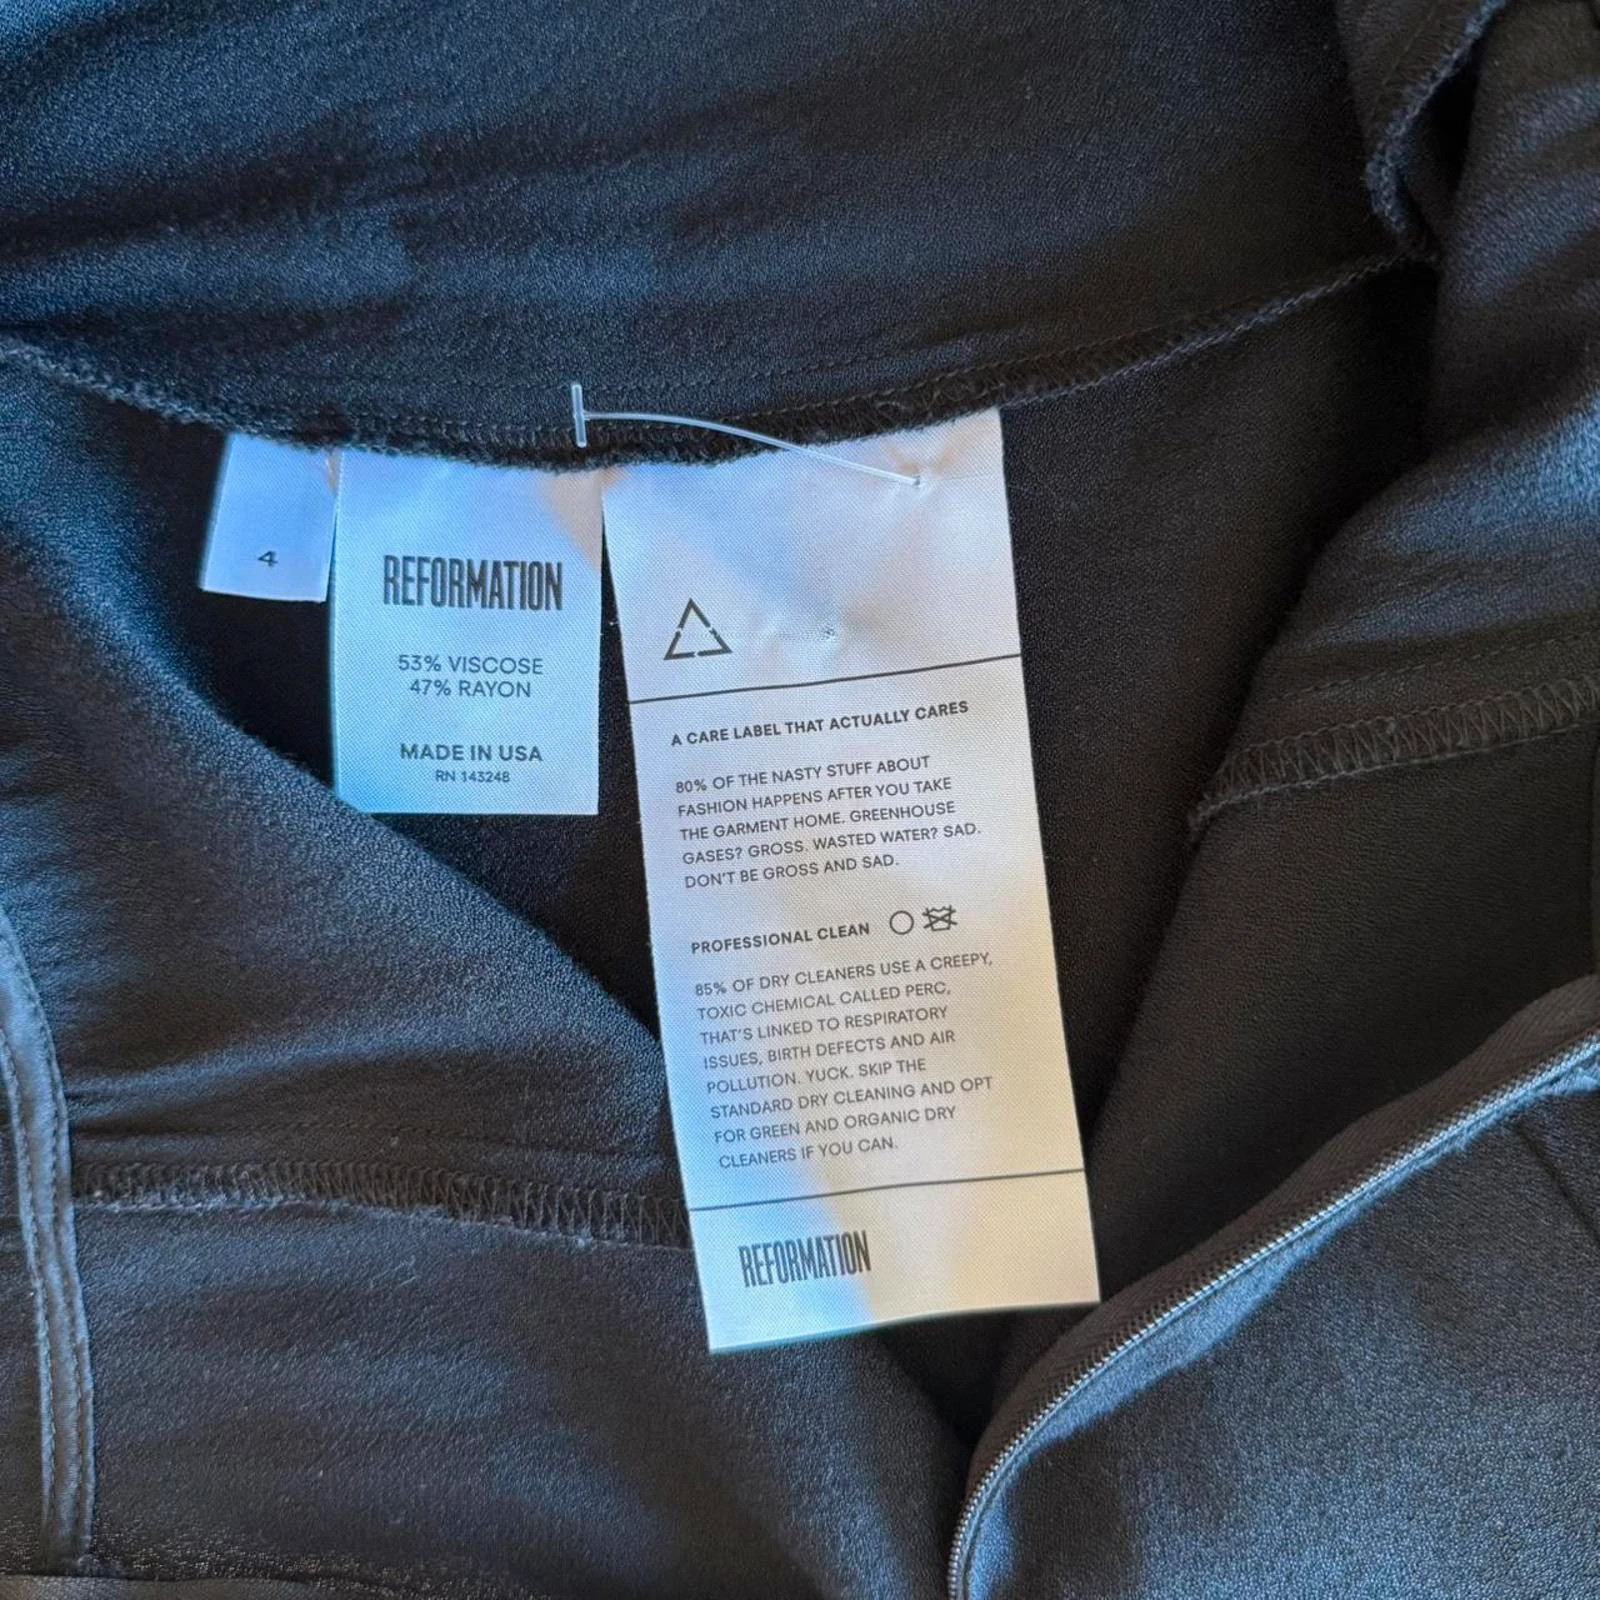 4
REFORMATION
53% VISCOSE
47% RAYON
MADE IN USA
RN 143248
A CARE LABEL THAT ACTUALLY CARES
80% OF THE NASTY STUFF ABOUT
FASHION HAPPENS AFTER YOU TAKE
THE GARMENT HOME. GREENHOUSE
GASES? GROSS. WASTED WATER? SAD.
DON'T BE GROSS AND SAD.
PROFESSIONAL CLEAN
85% OF DRY CLEANERS USE A CREEPY,
TOXIC CHEMICAL CALLED PERC,
THAT'S LINKED TO RESPIRATORY
ISSUES, BIRTH DEFECTS AND AIR
POLLUTION. YUCK. SKIP THE
STANDARD DRY CLEANING AND OPT
FOR GREEN AND ORGANIC DRY
CLEANERS IF YOU CAN.
REFORMATION